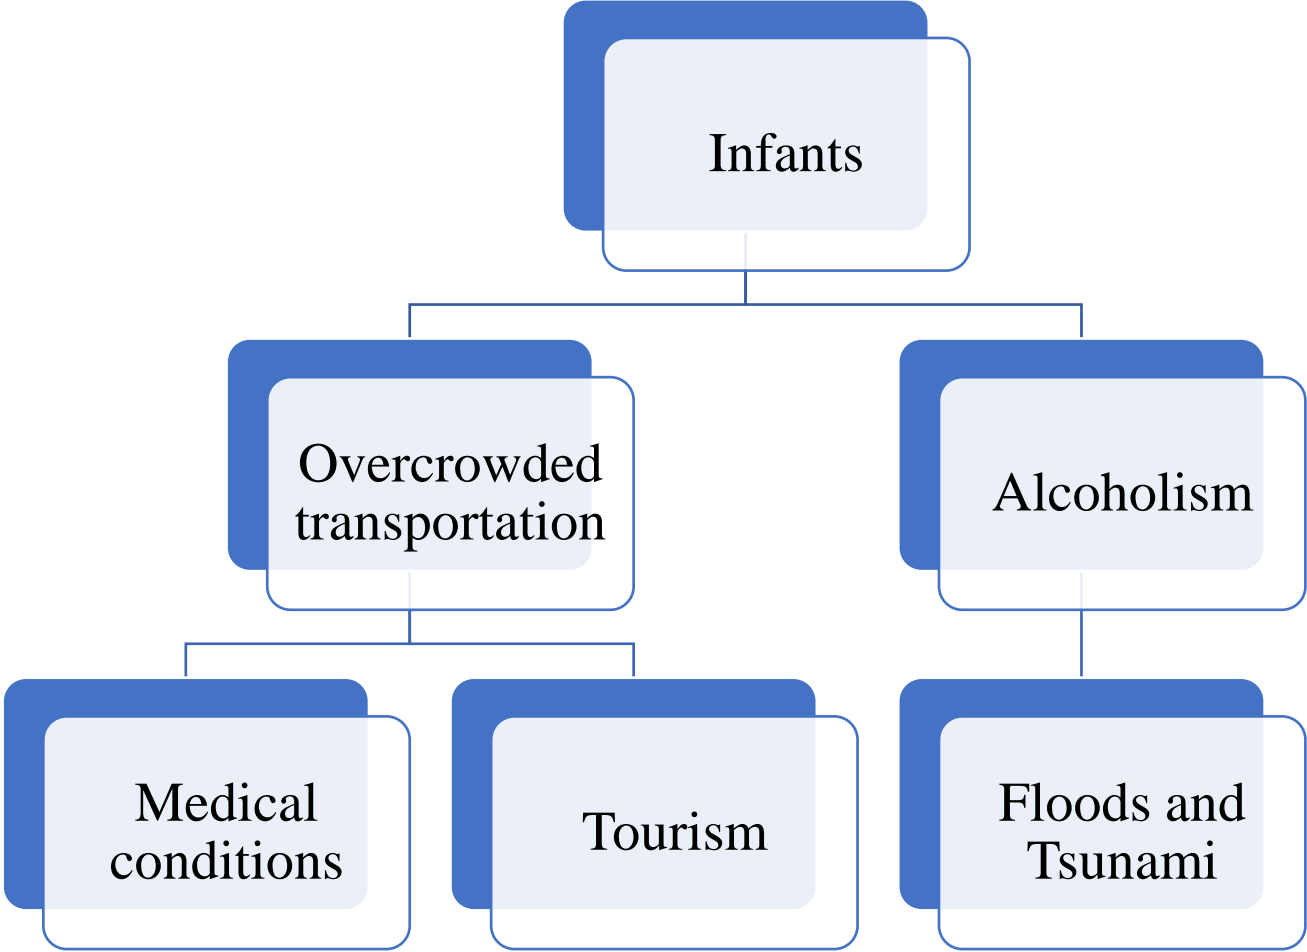 Infants
Overcrowded
transportation
Alcoholism
Medical
conditions
Tourism
Floods and
Tsunami